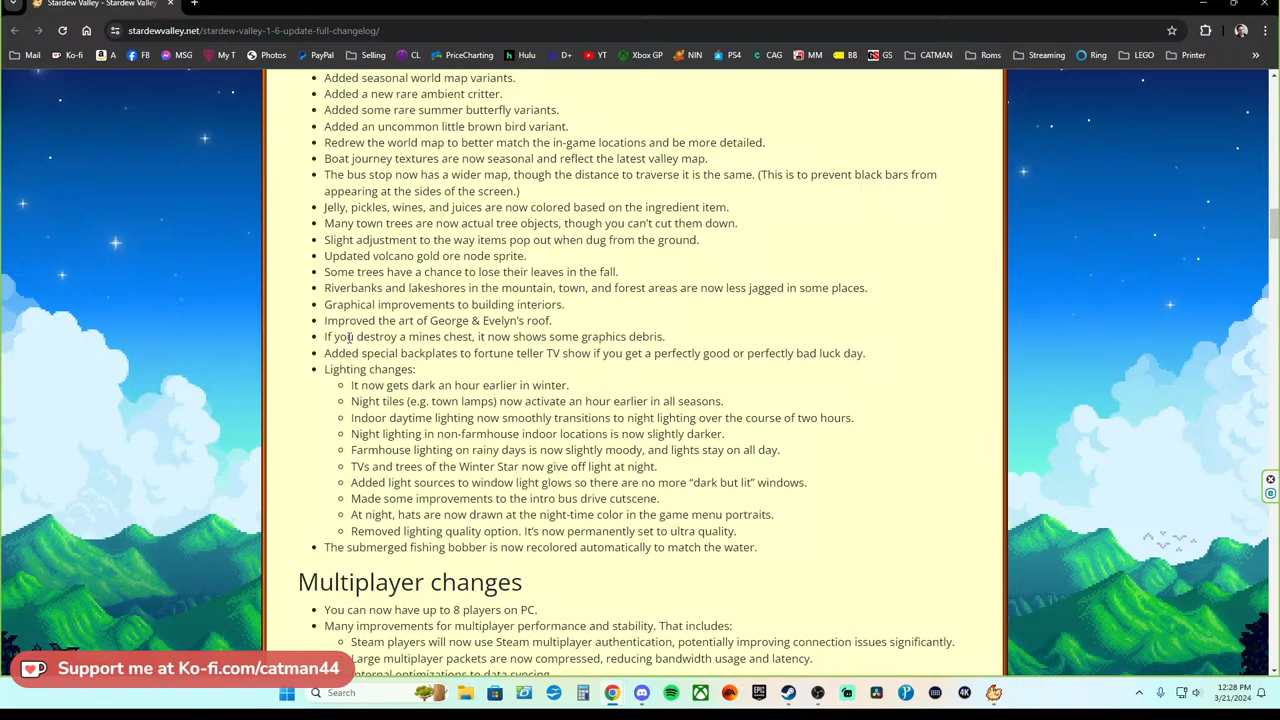 Stardew Valley - Stardew Valley
stardewvalley.net/stardew-valley-1-6-update-full-changelog/
Mail Ko-fi A FB MSG My T Photos PayPal Selling CL PriceCharting Hulu D+ YT Xbox GP NIN PS4 CAG MM BB GS CATMAN Roms Streaming Ring LEGO Printer
Added seasonal world map variants.
Added a new rare ambient critter.
Added some rare summer butterfly variants.
Added an uncommon little brown bird variant.
Redrew the world map to better match the in-game locations and be more detailed.
Boat journey textures are now seasonal and reflect the latest valley map.
The bus stop now has a wider map, though the distance to traverse it is the same. (This is to prevent black bars from
appearing at the sides of the screen.)
Jelly, pickles, wines, and juices are now colored based on the ingredient item.
Many town trees are now actual tree objects, though you can't cut them down.
Slight adjustment to the way items pop out when dug from the ground.
Updated volcano gold ore node sprite.
Some trees have a chance to lose their leaves in the fall.
Riverbanks and lakeshores in the mountain, town, and forest areas are now less jagged in some places.
Graphical improvements to building interiors.
Improved the art of George & Evelyn's roof.
If you destroy a mines chest, it now shows some graphics debris.
Added special backplates to fortune teller TV show if you get a perfectly good or perfectly bad luck day.
Lighting changes:
It now gets dark an hour earlier in winter.
Night tiles (e.g. town lamps) now activate an hour earlier in all seasons.
Indoor daytime lighting now smoothly transitions to night lighting over the course of two hours.
Night lighting in non-farmhouse indoor locations is now slightly darker.
Farmhouse lighting on rainy days is now slightly moody, and lights stay on all day.
TVs and trees of the Winter Star now give off light at night.
Added light sources to window light glows so there are no more “dark but lit” windows.
Made some improvements to the intro bus drive cutscene.
At night, hats are now drawn at the night-time color in the game menu portraits.
Removed lighting quality option. It's now permanently set to ultra quality.
The submerged fishing bobber is now recolored automatically to match the water.
Multiplayer changes
You can now have up to 8 players on PC.
Many improvements for multiplayer performance and stability. That includes:
Steam players will now use Steam multiplayer authentication, potentially improving connection issues significantly.
Large multiplayer packets are now compressed, reducing bandwidth usage and latency.
Internal optimizations to data syncing.
Support me at Ko-fi.com/catman44
Search
12:28 PM
3/21/2024